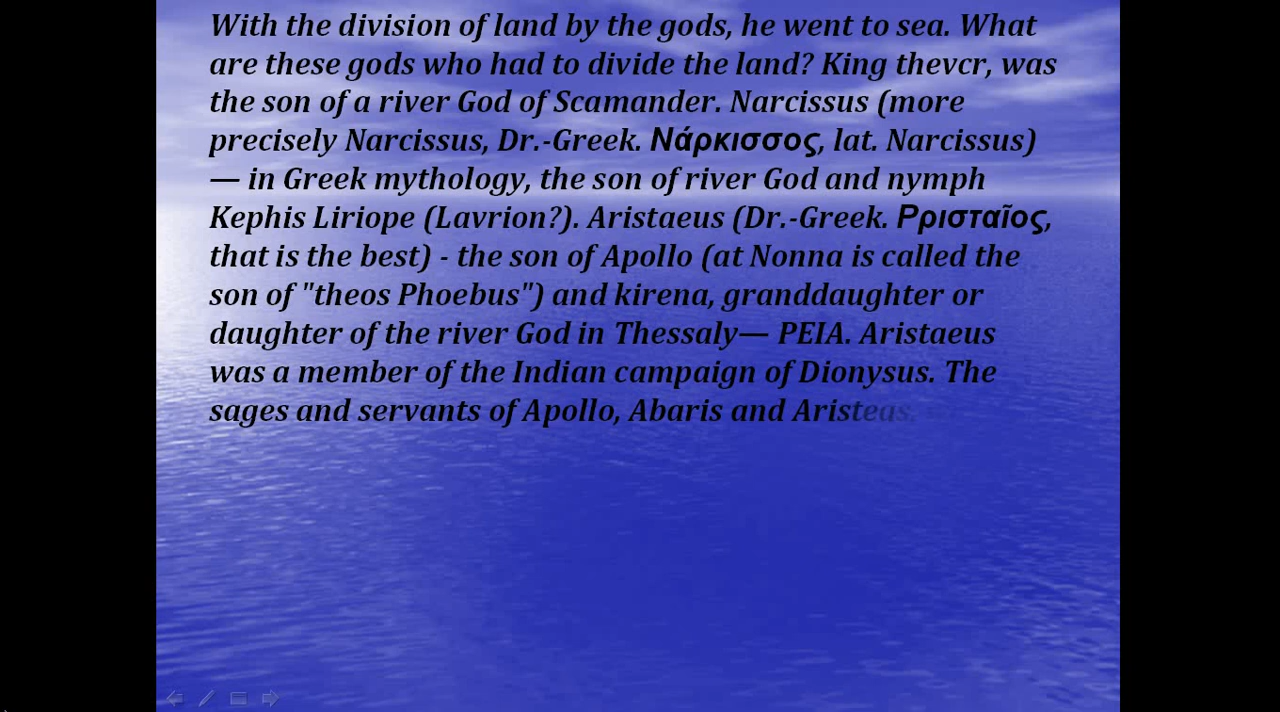 With the division of land by the gods, he went to sea. What
are these gods who had to divide the land? King thevcr, was
the son of a river God of Scamander. Narcissus (more
precisely Narcissus, Dr.-Greek. Νάρκισσος, lat. Narcissus)
— in Greek mythology, the son of river God and nymph
Kephis Liriope (Lavrion?). Aristaeus (Dr.-Greek. Ρρισταῖος,
that is the best) - the son of Apollo (at Nonna is called the
son of "theos Phoebus") and kirena, granddaughter or
daughter of the river God in Thessaly— PEIA. Aristaeus
was a member of the Indian campaign of Dionysus. The
sages and servants of Apollo, Abaris and Aristeas,